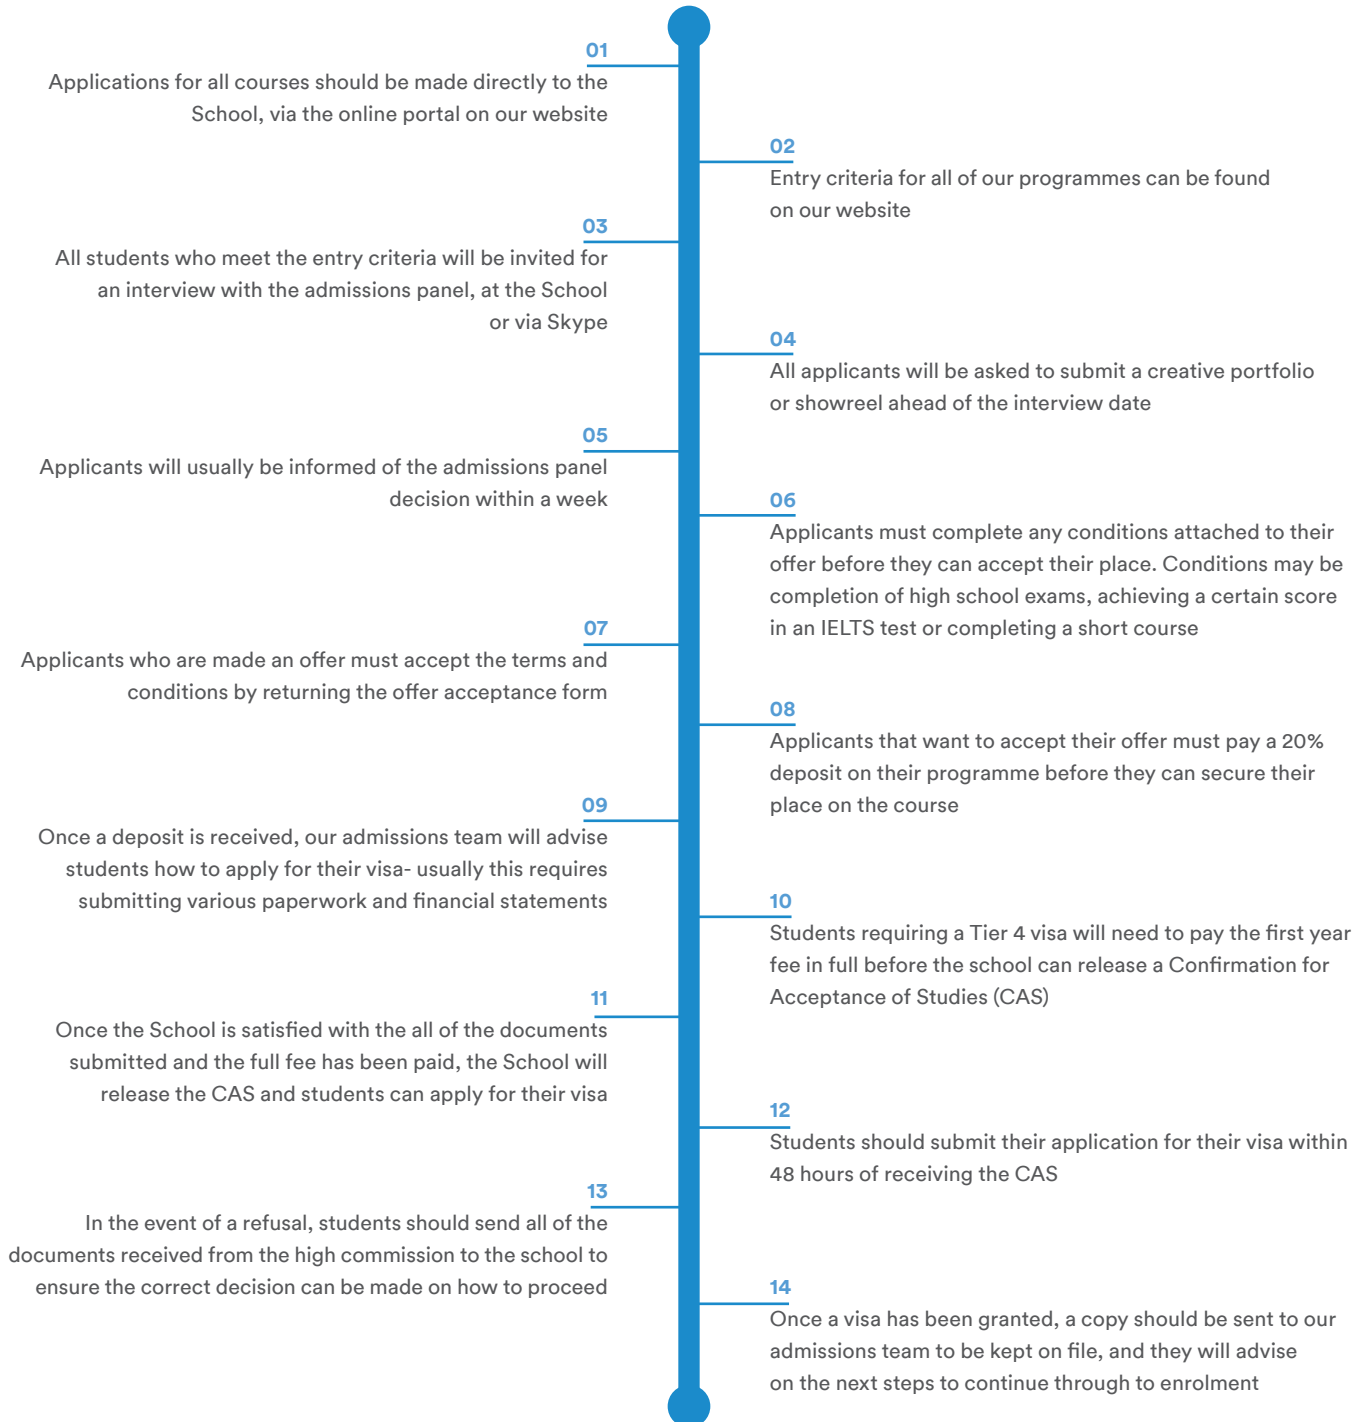 01
Applications for all courses should be made directly to the
School, via the online portal on our website
02
Entry criteria for all of our programmes can be found
on our website
03
All students who meet the entry criteria will be invited for
an interview with the admissions panel, at the School
or via Skype
04
All applicants will be asked to submit a creative portfolio
or showreel ahead of the interview date
05
Applicants will usually be informed of the admissions panel
decision within a week
06
Applicants must complete any conditions attached to their
offer before they can accept their place. Conditions may be
completion of high school exams, achieving a certain score
in an IELTS test or completing a short course
07
Applicants who are made an offer must accept the terms and
conditions by returning the offer acceptance form
08
Applicants that want to accept their offer must pay a 20%
deposit on their programme before they can secure their
place on the course
09
Once a deposit is received, our admissions team will advise
students how to apply for their visa- usually this requires
submitting various paperwork and financial statements
10
Students requiring a Tier 4 visa will need to pay the first year
fee in full before the school can release a Confirmation for
Acceptance of Studies (CAS)
11
Once the School is satisfied with the all of the documents
submitted and the full fee has been paid, the School will
release the CAS and students can apply for their visa
12
Students should submit their application for their visa within
48 hours of receiving the CAS
13
In the event of a refusal, students should send all of the
documents received from the high commission to the school to
ensure the correct decision can be made on how to proceed
14
Once a visa has been granted, a copy should be sent to our
admissions team to be kept on file, and they will advise
on the next steps to continue through to enrolment